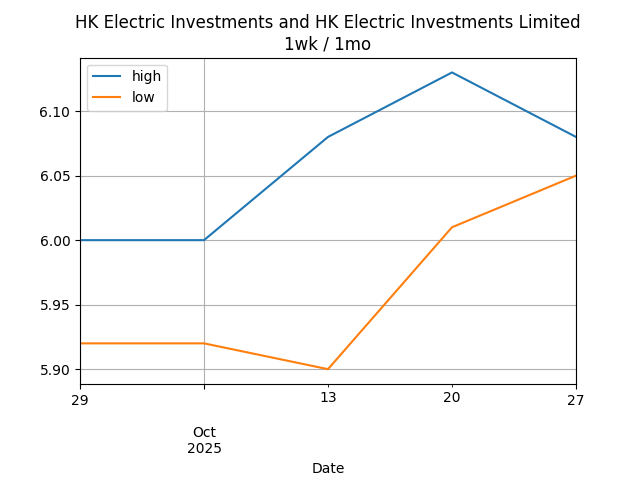 HK Electric Investments and HK Electric Investments Limited
1wk / 1mo
high
low
6.10
6.05
6.00
5.95
5.90
29
13
20
27
Oct
2025
Date